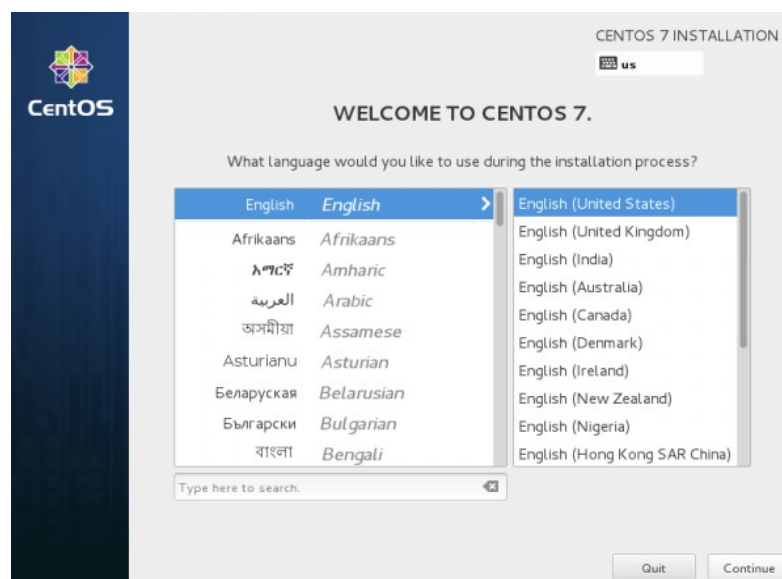 CENTOS 7 INSTALLATION
us
CentOS
WELCOME TO CENTOS 7.
What language would you like to use during the installation process?
English English
Afrikaans Afrikaans
አማርኛ Amharic
العربية Arabic
অসমীয়া Assamese
Asturianu Asturian
Беларуская Belarusian
Български Bulgarian
বাংলা Bengali
English (United States)
English (United Kingdom)
English (India)
English (Australia)
English (Canada)
English (Denmark)
English (Ireland)
English (New Zealand)
English (Nigeria)
English (Hong Kong SAR China)
Type here to search.
Quit
Continue